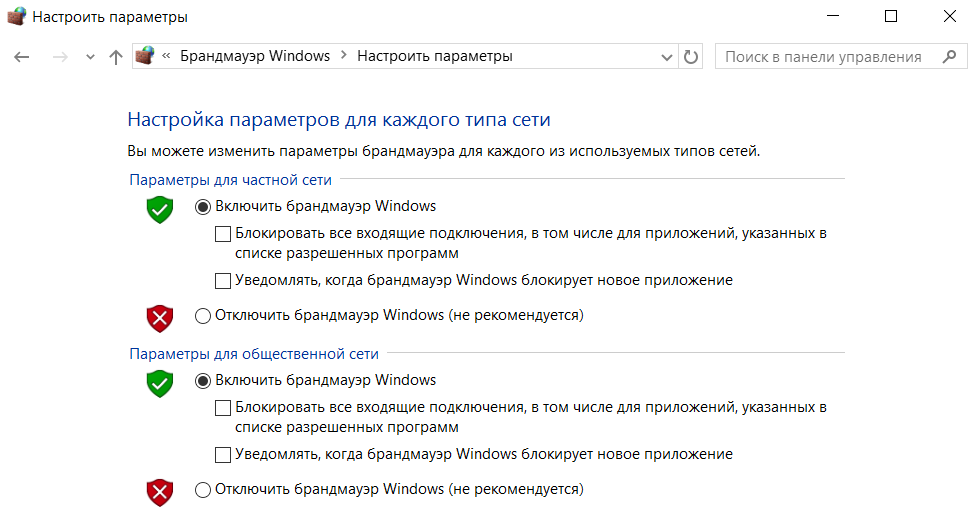 Настроить параметры
« Брандмауэр Windows > Настроить параметры
Поиск в панели управления
Настройка параметров для каждого типа сети
Вы можете изменить параметры брандмауэра для каждого из используемых типов сетей.
Параметры для частной сети
Включить брандмауэр Windows
Блокировать все входящие подключения, в том числе для приложений, указанных в
списке разрешенных программ
Уведомлять, когда брандмауэр Windows блокирует новое приложение
Отключить брандмауэр Windows (не рекомендуется)
Параметры для общественной сети
Включить брандмауэр Windows
Блокировать все входящие подключения, в том числе для приложений, указанных в
списке разрешенных программ
Уведомлять, когда брандмауэр Windows блокирует новое приложение
Отключить брандмауэр Windows (не рекомендуется)